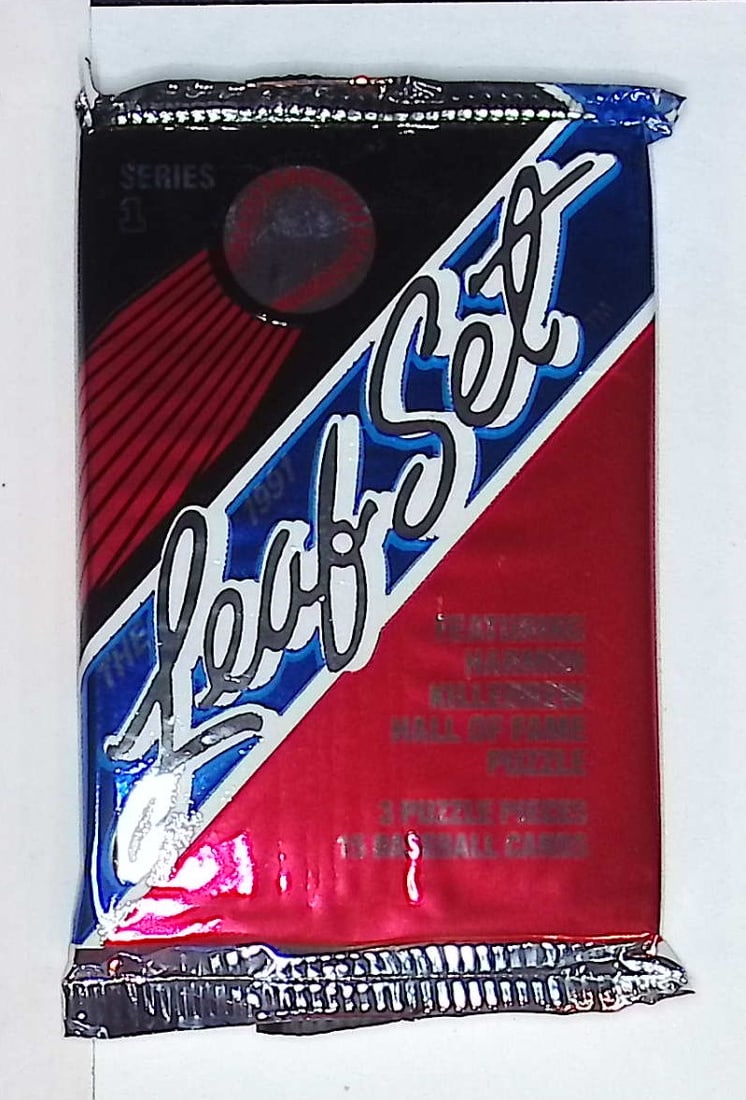 SERIES
1
THE
1991
Leaf Set
TM
FEATURING
HARMON
KILLEBREW
HALL OF FAME
PUZZLE
3 PUZZLE PIECES
15 BASEBALL CARDS